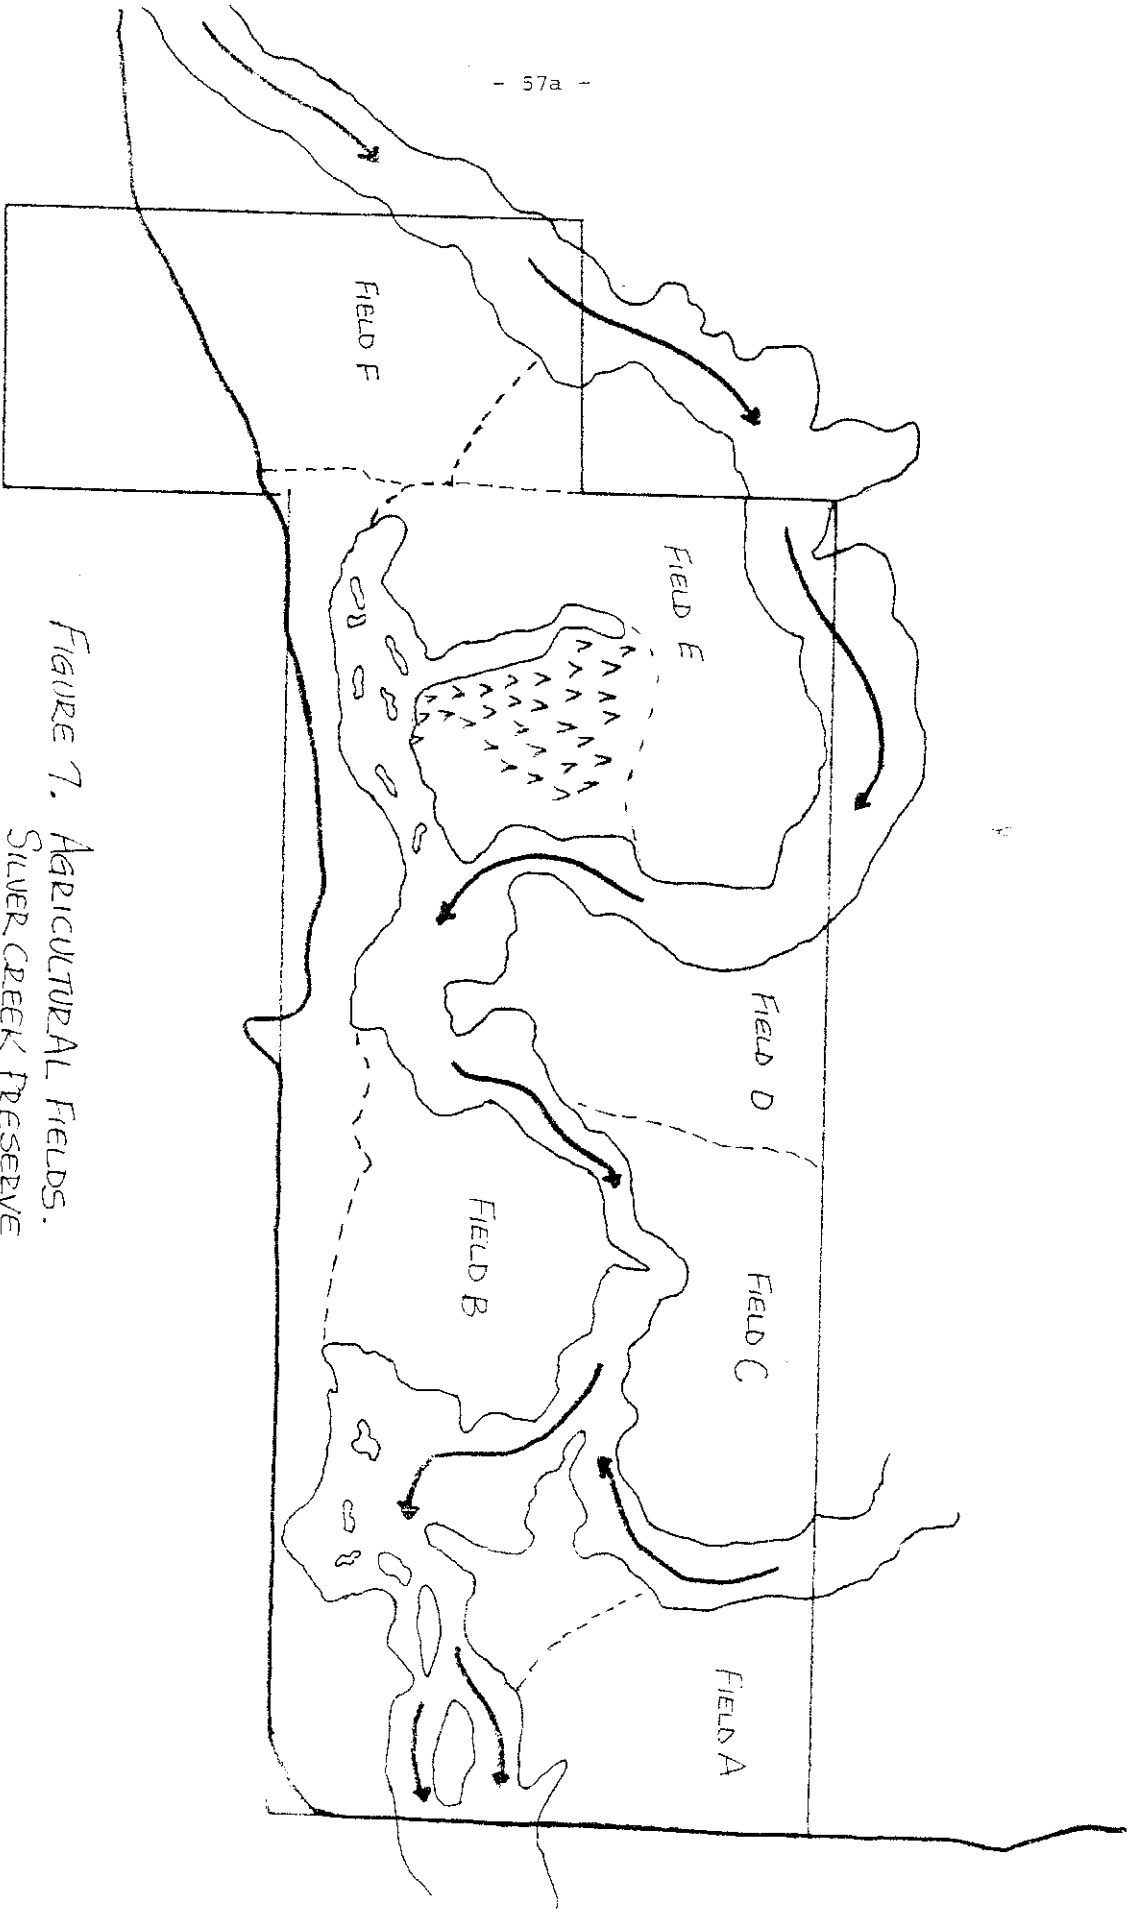 - 57a -
FIELD F
FIELD E
FIELD D
FIELD C
FIELD B
FIELD A
FIGURE 7. AGRICULTURAL FIELDS.
SILVER CREEK PRESERVE